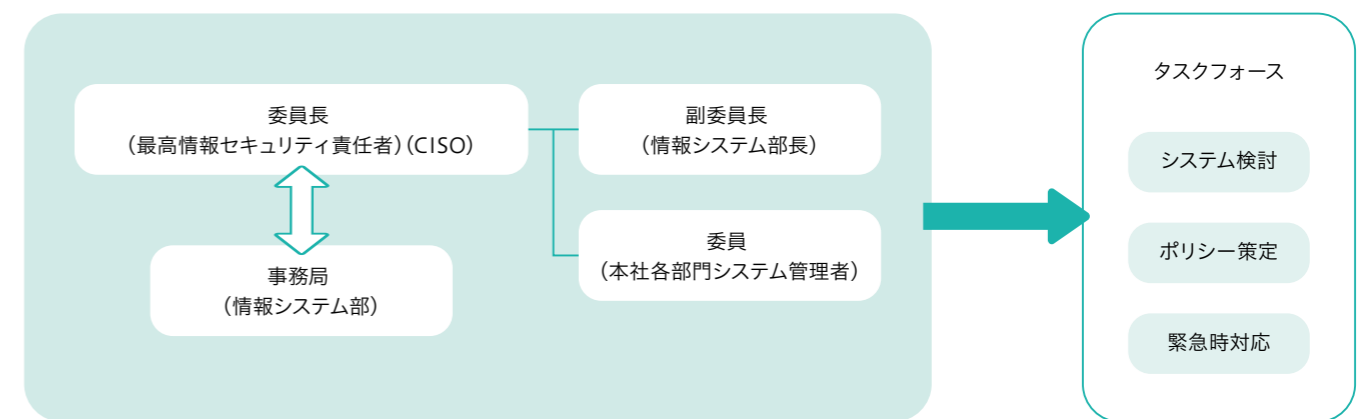 委員長
（最高情報セキュリティ責任者）（CISO）
副委員長
（情報システム部長）
事務局
（情報システム部）
委員
（本社各部門システム管理者）
タスクフォース
システム検討
ポリシー策定
緊急時対応